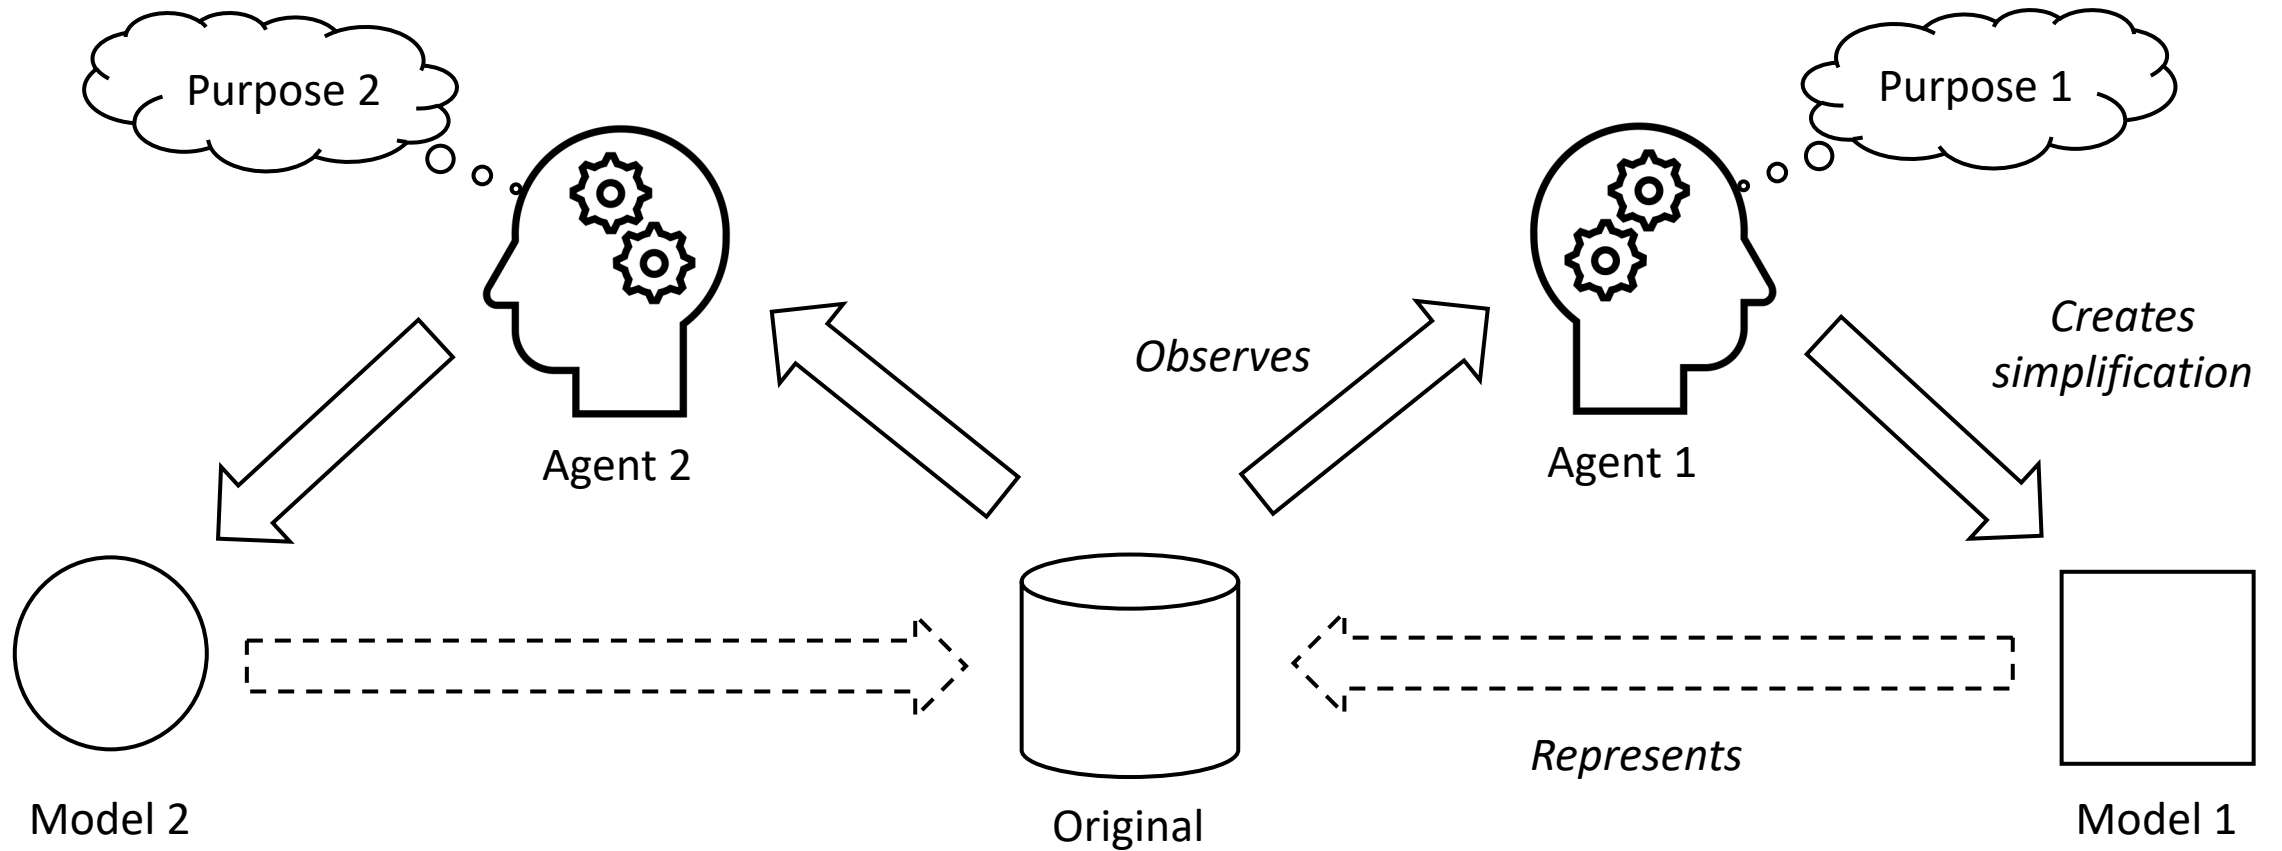 Purpose 2
Purpose 1
Creates
simplification
Observes
Agent 2
Agent 1
Represents
Model 2
Original
Model 1